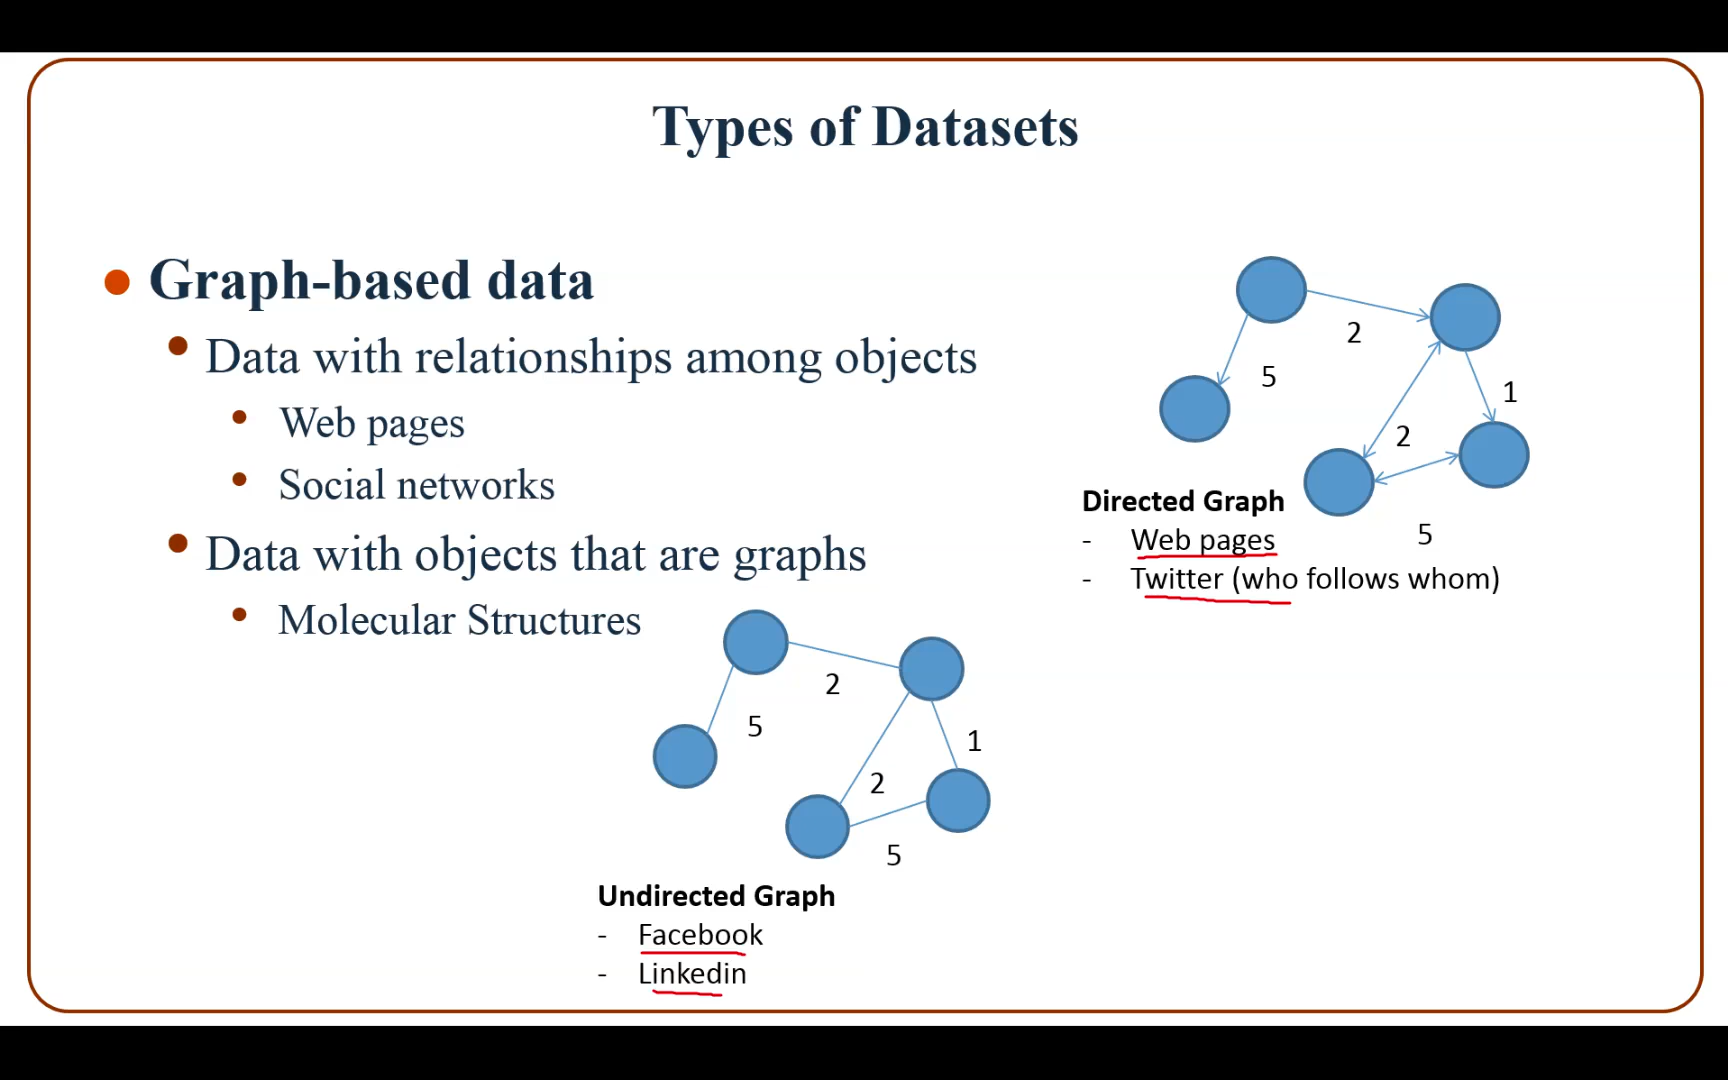 Types of Datasets
Graph-based data
Data with relationships among objects
Web pages
Social networks
Data with objects that are graphs
Molecular Structures
2
5
1
2
5
Directed Graph
- Web pages
- Twitter (who follows whom)
2
5
1
2
5
Undirected Graph
- Facebook
- Linkedin